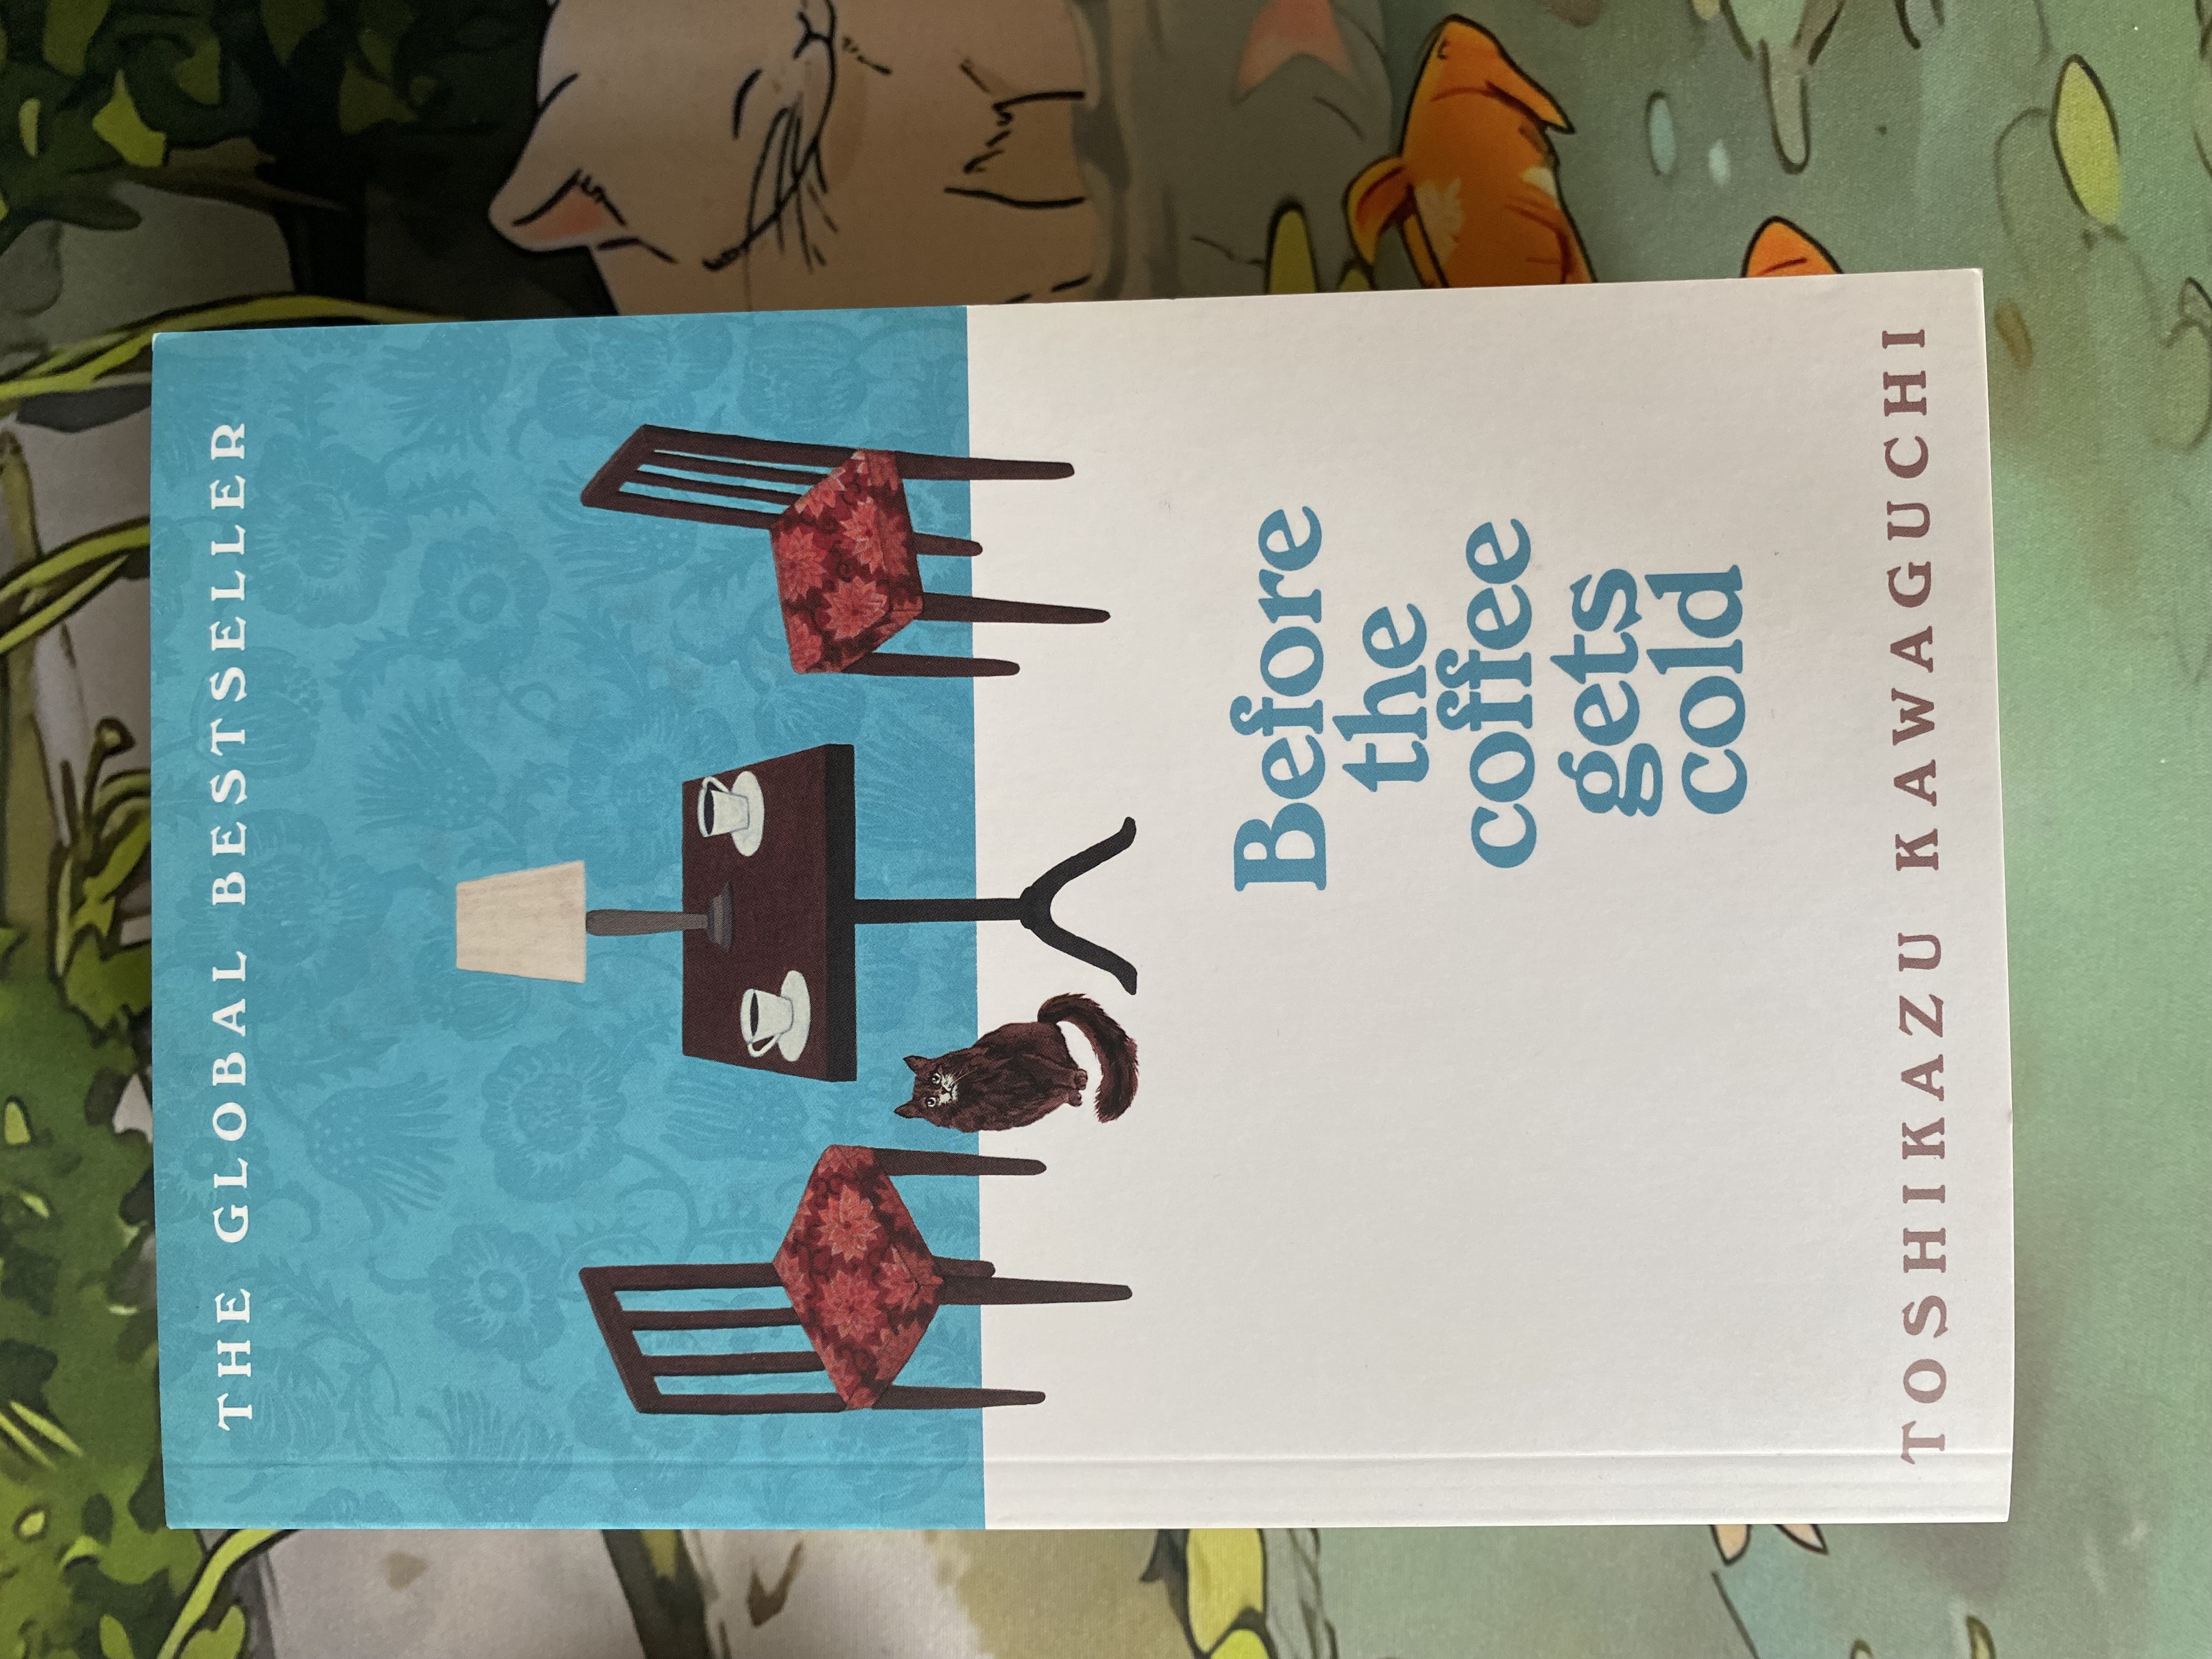 THE GLOBAL BESTSELLER
Before
the
coffee
gets
cold
TOSHIKAZU KAWAGUCHI